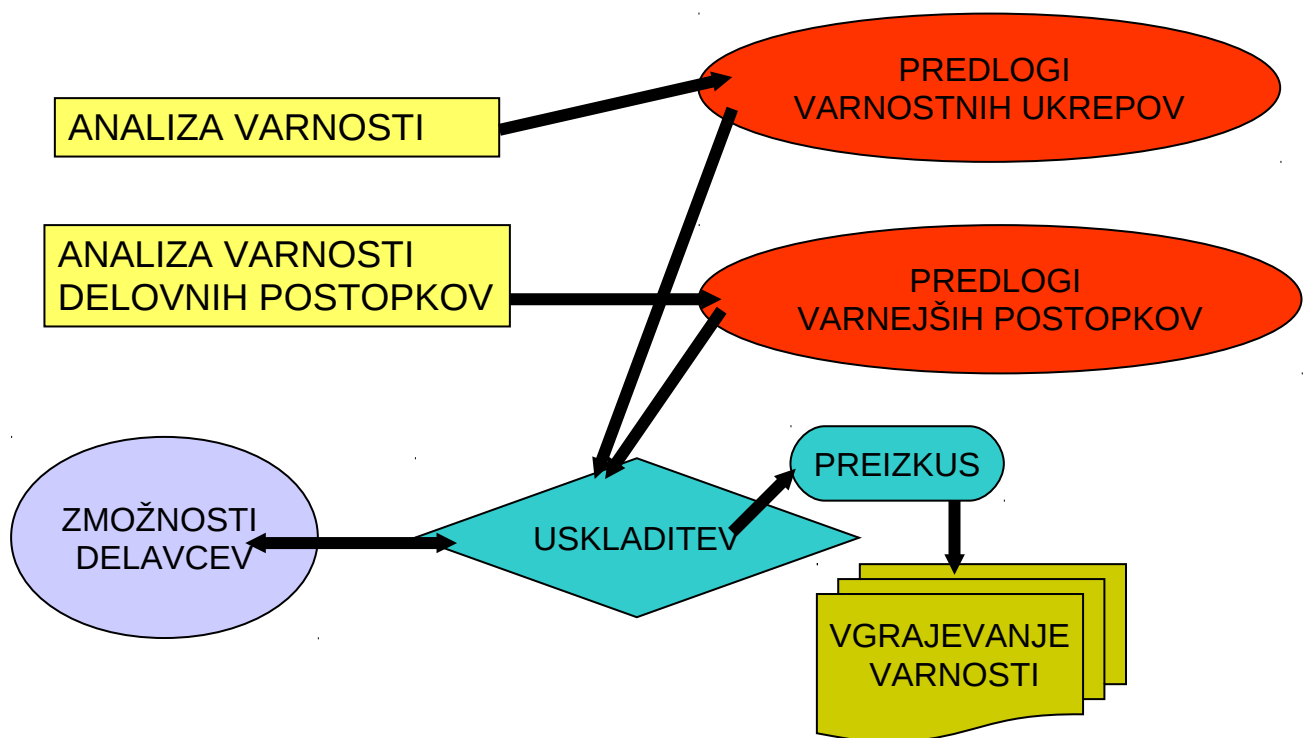 ANALIZA VARNOSTI
PREDLOGI
VARNOSTNIH UKREPOV
ANALIZA VARNOSTI
DELOVNIH POSTOPKOV
PREDLOGI
VARNEJŠIH POSTOPKOV
ZMOŽNOSTI
DELAVCEV
USKLADITEV
PREIZKUS
VGRAJEVANJE
VARNOSTI